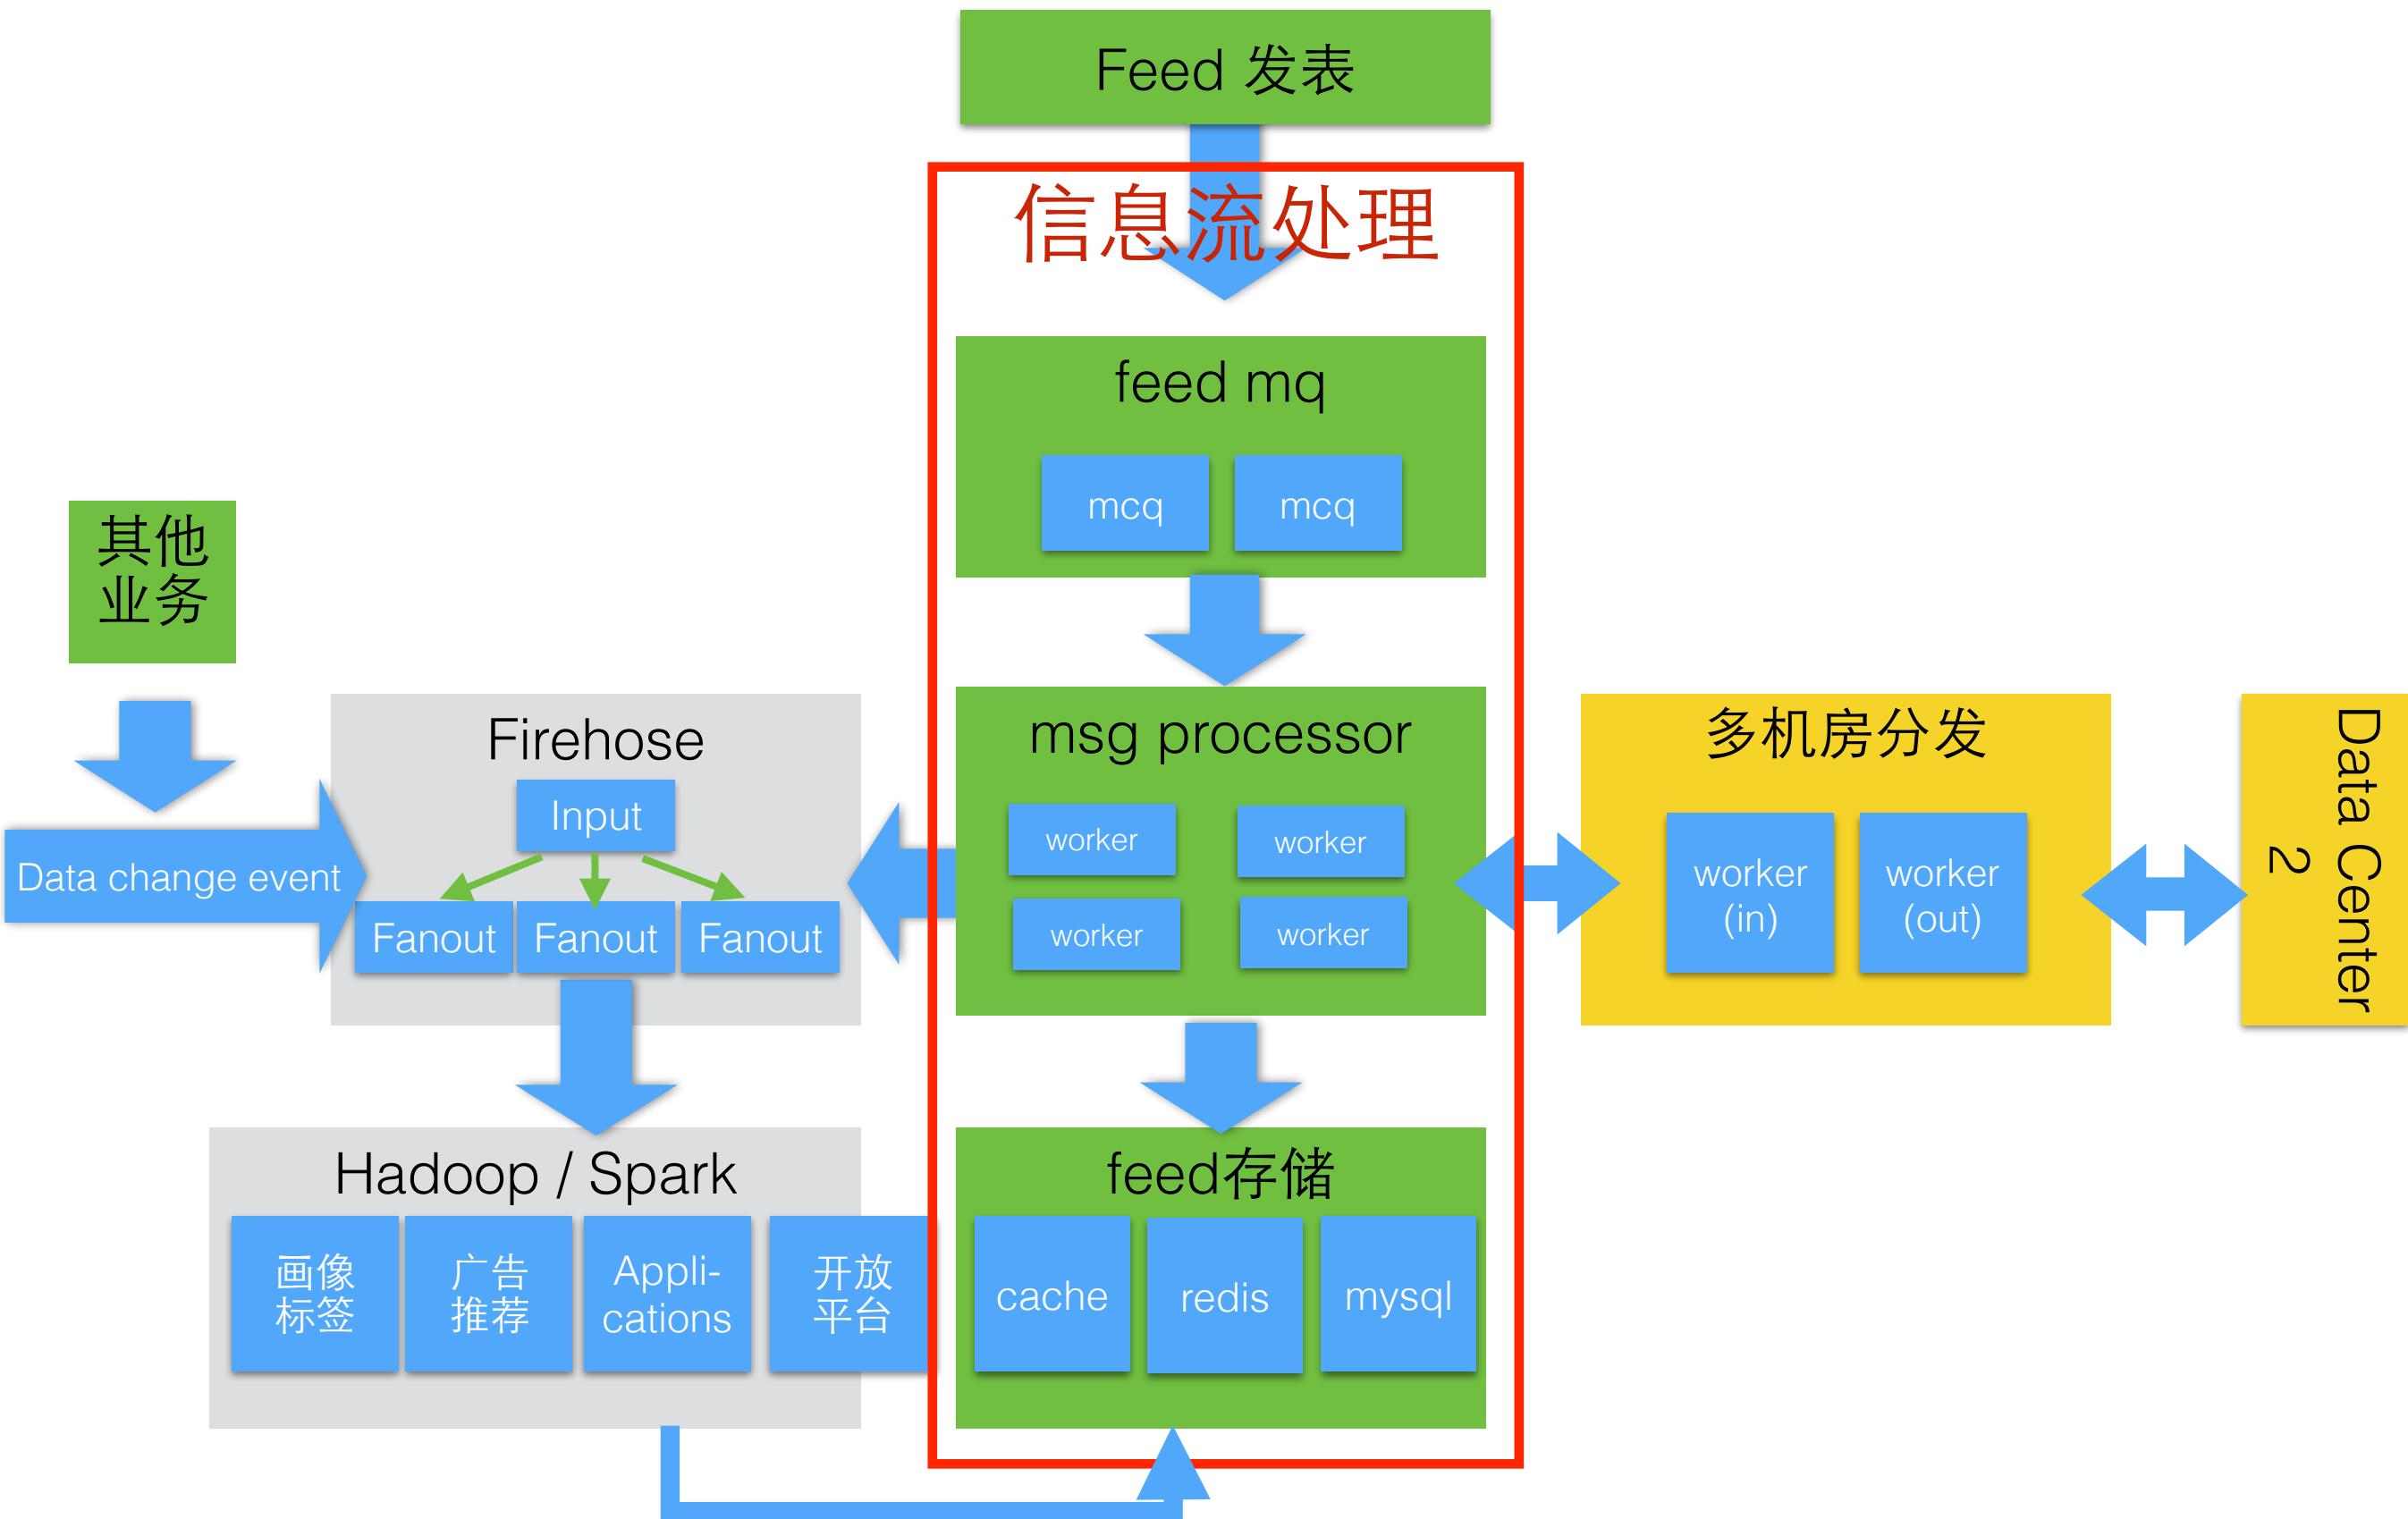 Feed 发表
信息流处理
feed mq
mcq
mcq
其他
业务
Data change event
Firehose
Input
Fanout
Fanout
Fanout
msg processor
worker
worker
worker
worker
多机房分发
worker
(in)
worker
(out)
Data Center
2
Hadoop / Spark
画像
标签
广告
推荐
Appli-
cations
开放
平台
feed存储
cache
redis
mysql